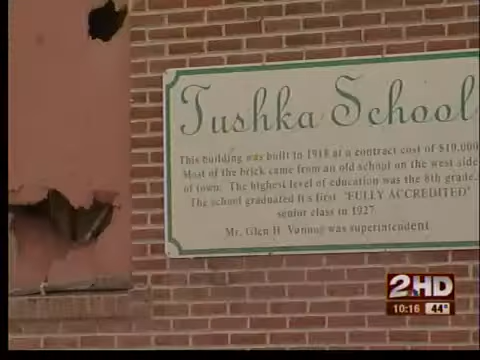 Tushka School
This building was built in 1918 at a contract cost of $10,000
Most of the brick came from an old school on the west side
of town. The highest level of education was the 8th grade.
The school graduated it's first "FULLY ACCREDITED"
senior class in 1927
Mr. Glen H. was superintendent
2HD
10:16 44°